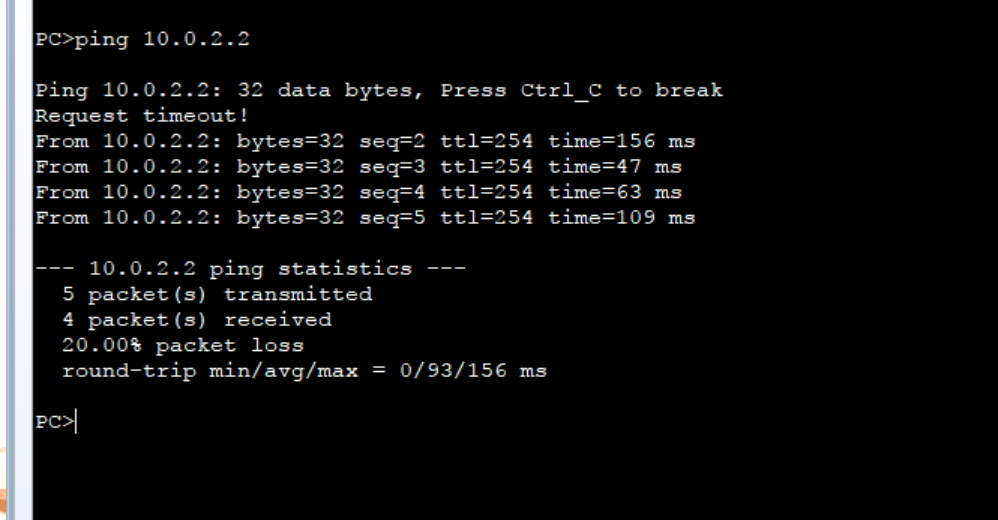 PC>ping 10.0.2.2
Ping 10.0.2.2: 32 data bytes, Press Ctrl_C to break
Request timeout!
From 10.0.2.2: bytes=32 seq=2 ttl=254 time=156 ms
From 10.0.2.2: bytes=32 seq=3 ttl=254 time=47 ms
From 10.0.2.2: bytes=32 seq=4 ttl=254 time=63 ms
From 10.0.2.2: bytes=32 seq=5 ttl=254 time=109 ms
--- 10.0.2.2 ping statistics ---
5 packet(s) transmitted
4 packet(s) received
20.00% packet loss
round-trip min/avg/max = 0/93/156 ms
PC>